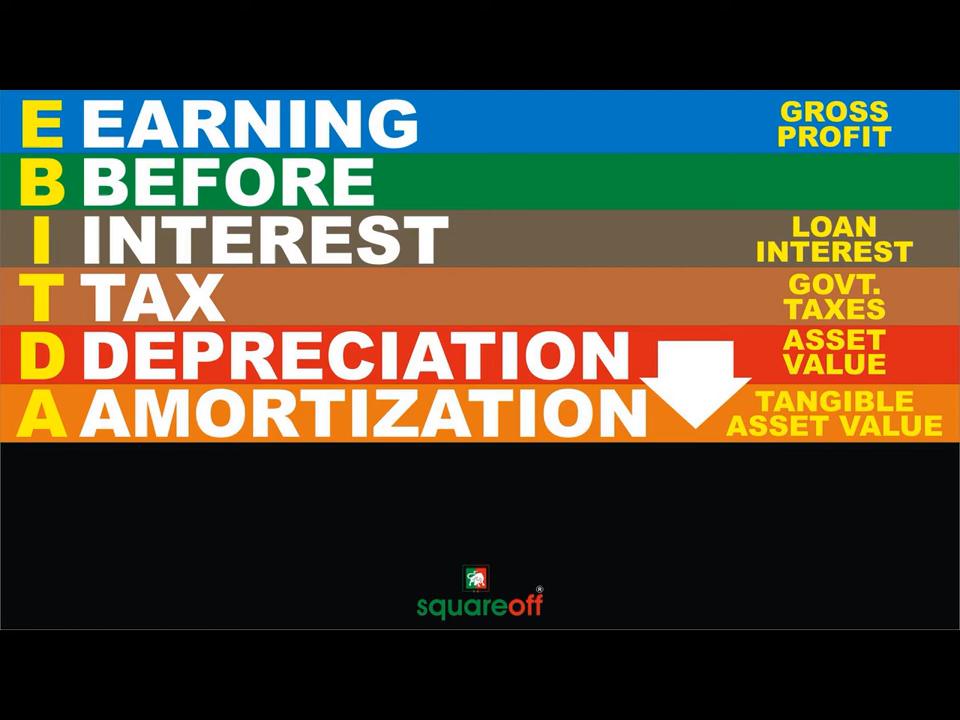 E EARNING GROSS PROFIT
B BEFORE
I INTEREST LOAN INTEREST
T TAX GOVT. TAXES
D DEPRECIATION ASSET VALUE
A AMORTIZATION TANGIBLE ASSET VALUE
squareoff®